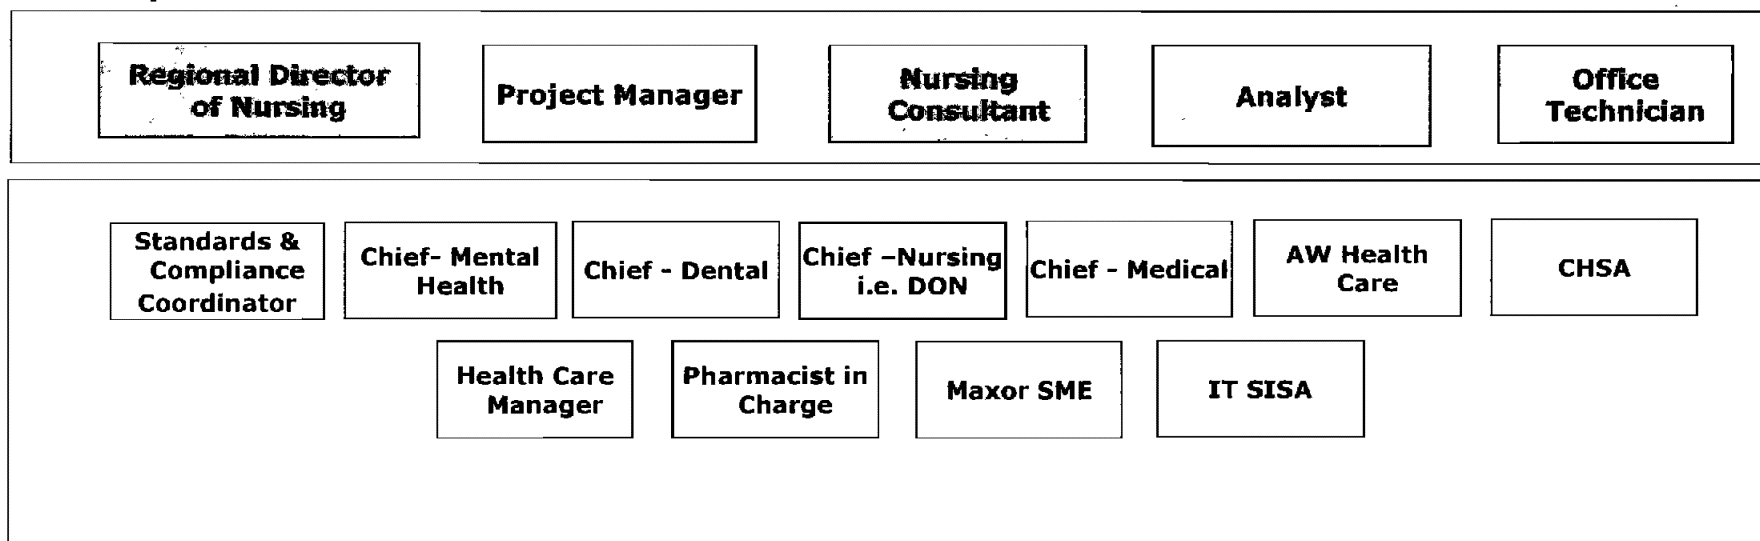 Regional Director
of Nursing
Project Manager
Nursing
Consultant
Analyst
Office
Technician
Standards &
Compliance
Coordinator
Chief- Mental
Health
Chief - Dental
Chief –Nursing
i.e. DON
Chief - Medical
AW Health
Care
CHSA
Health Care
Manager
Pharmacist in
Charge
Maxor SME
IT SISA